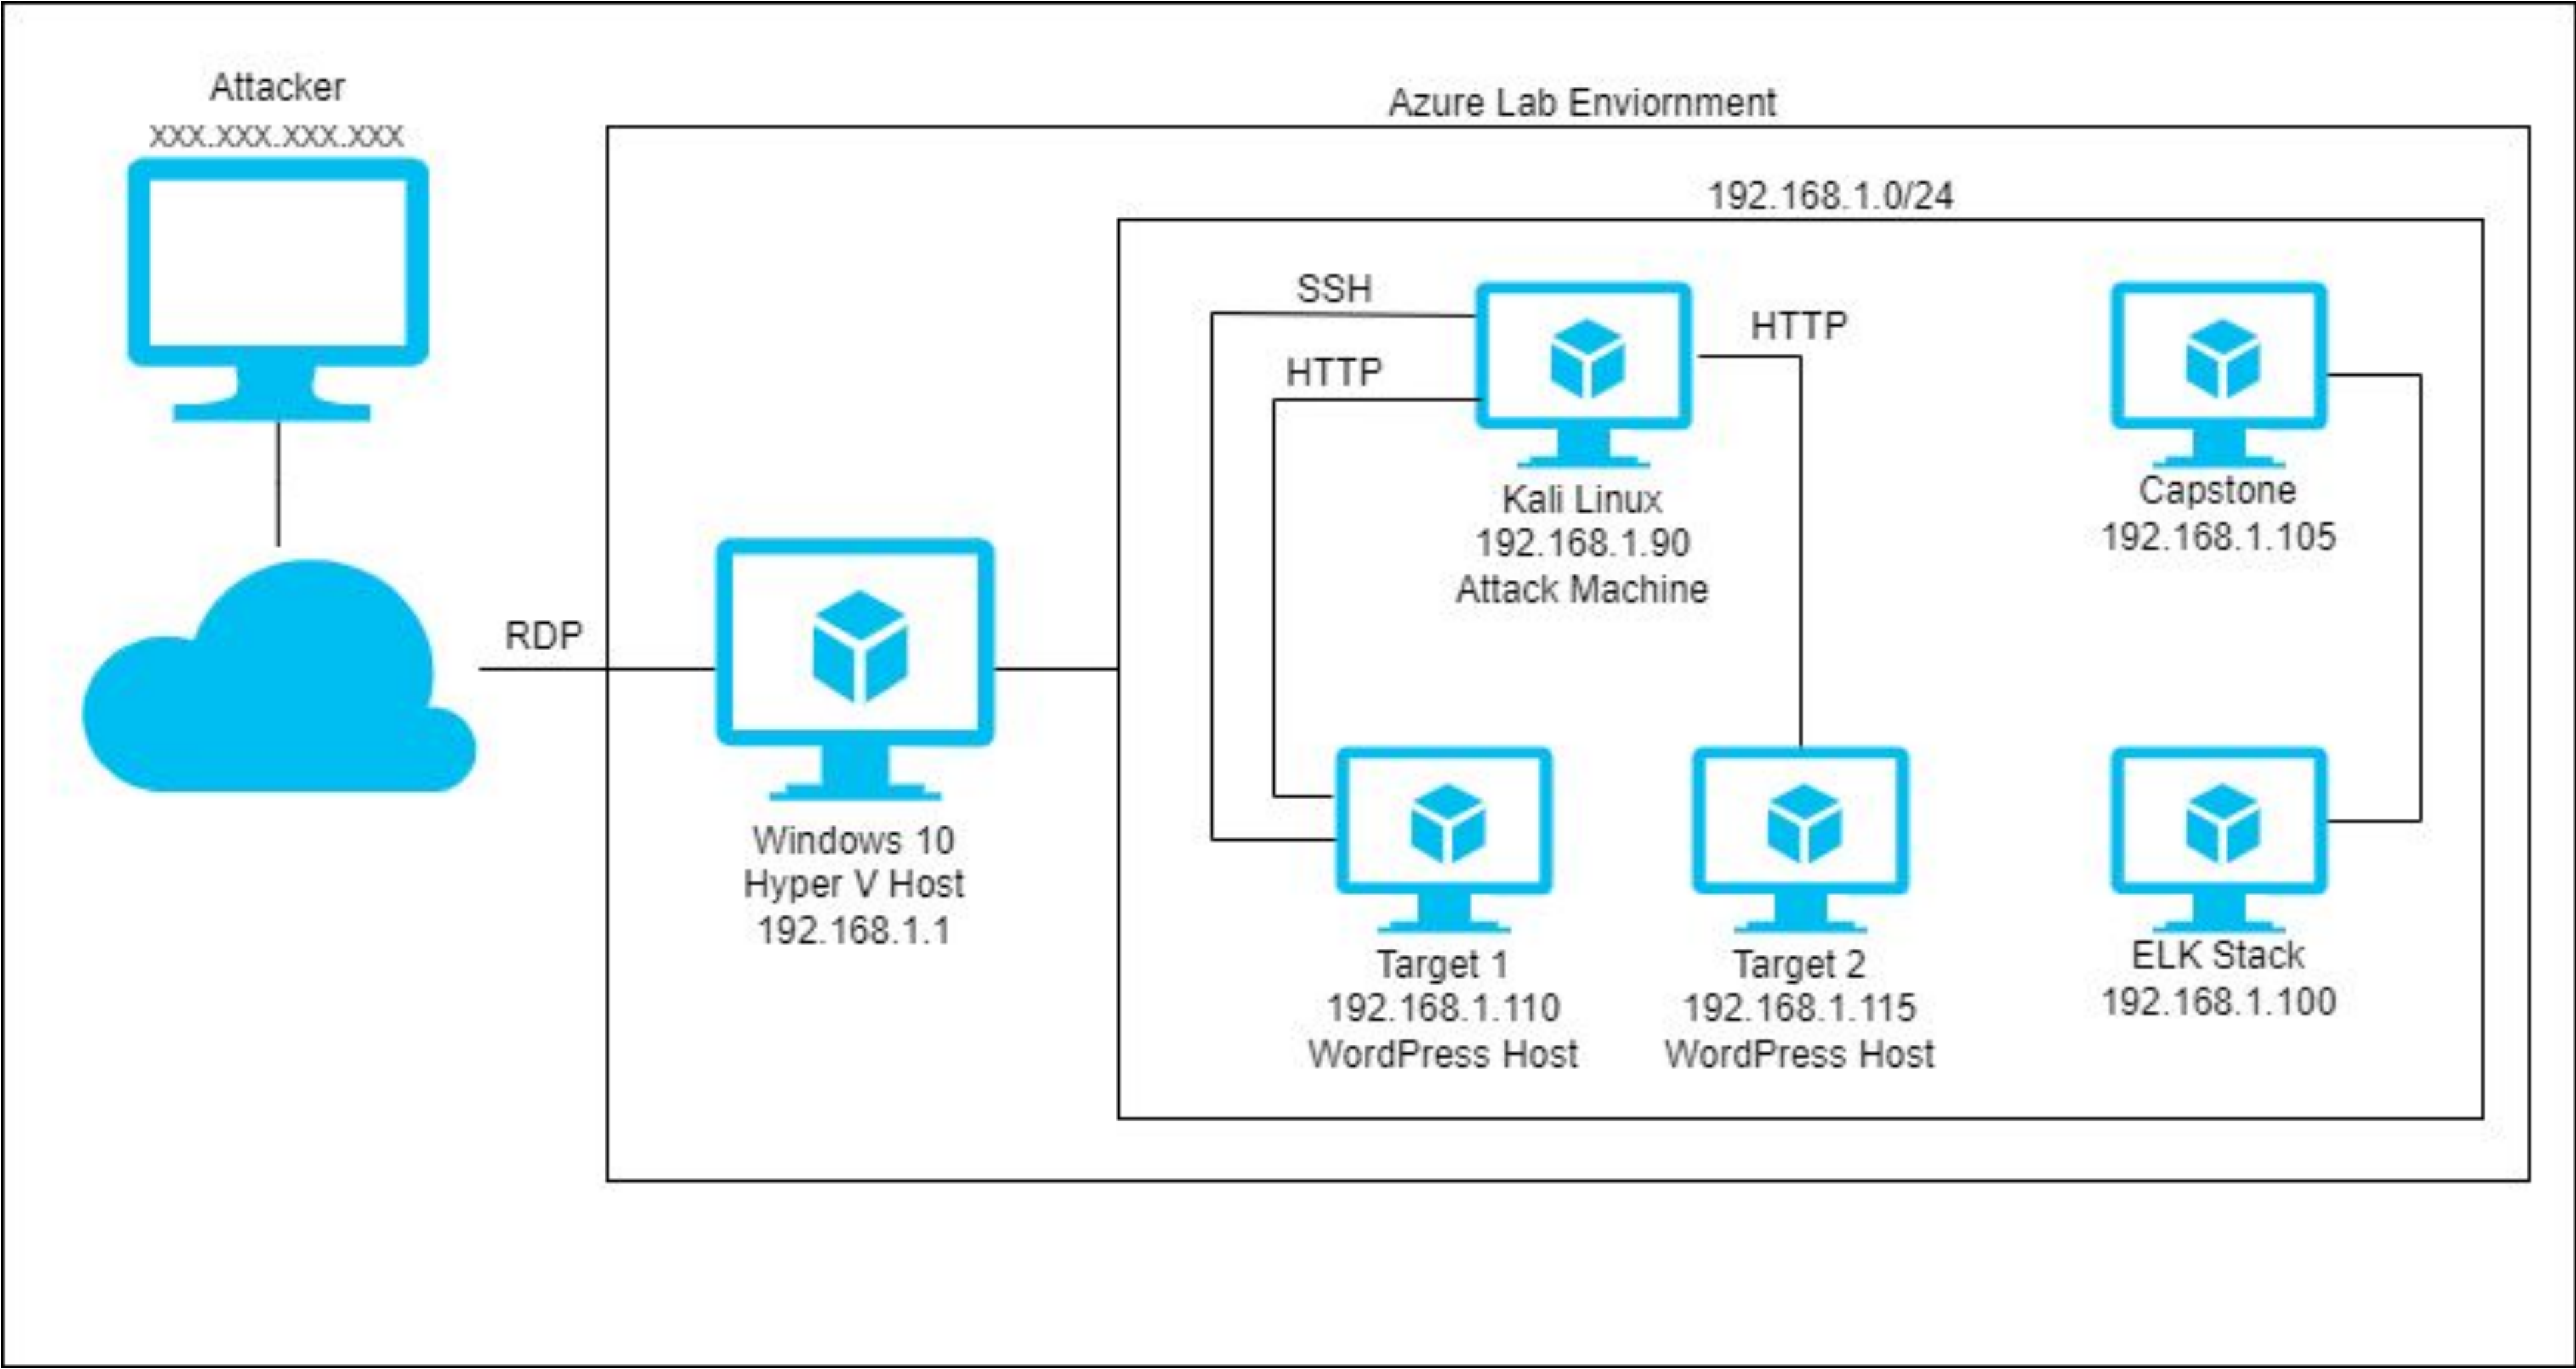 Attacker
XXX.XXX.XXX.XXX
Azure Lab Enviornment
192.168.1.0/24
SSH
HTTP
HTTP
Kali Linux
192.168.1.90
Attack Machine
Capstone
192.168.1.105
RDP
Windows 10
Hyper V Host
192.168.1.1
Target 1
192.168.1.110
WordPress Host
Target 2
192.168.1.115
WordPress Host
ELK Stack
192.168.1.100